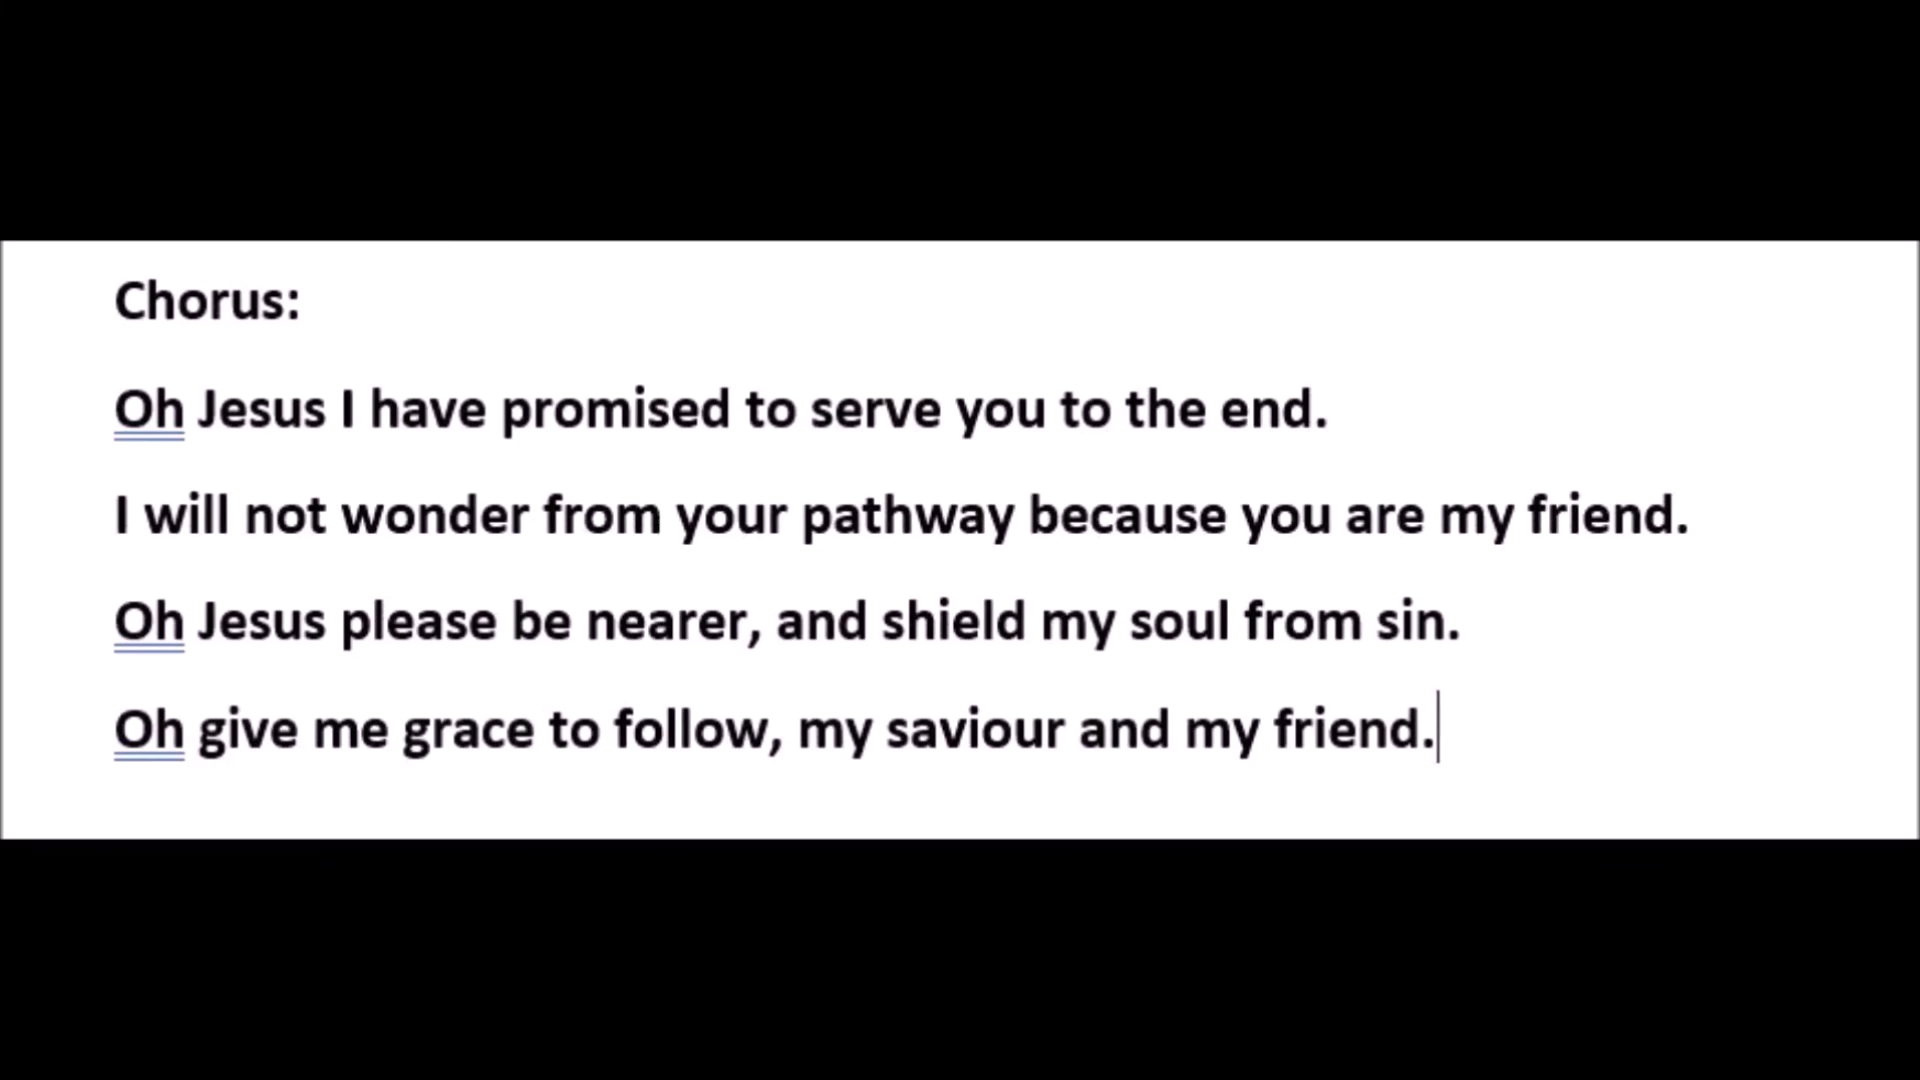 Chorus:
Oh Jesus I have promised to serve you to the end.
I will not wonder from your pathway because you are my friend.
Oh Jesus please be nearer, and shield my soul from sin.
Oh give me grace to follow, my saviour and my friend.